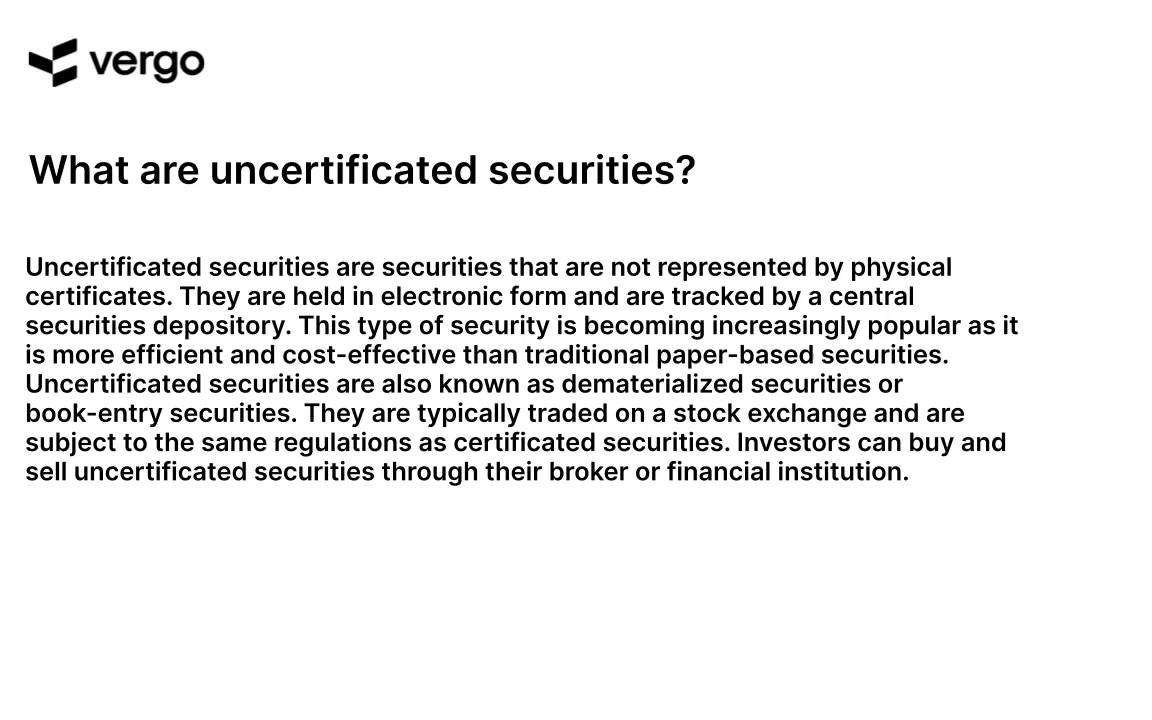 vergo
What are uncertificated securities?
Uncertificated securities are securities that are not represented by physical
certificates. They are held in electronic form and are tracked by a central
securities depository. This type of security is becoming increasingly popular as it
is more efficient and cost-effective than traditional paper-based securities.
Uncertificated securities are also known as dematerialized securities or
book-entry securities. They are typically traded on a stock exchange and are
subject to the same regulations as certificated securities. Investors can buy and
sell uncertificated securities through their broker or financial institution.